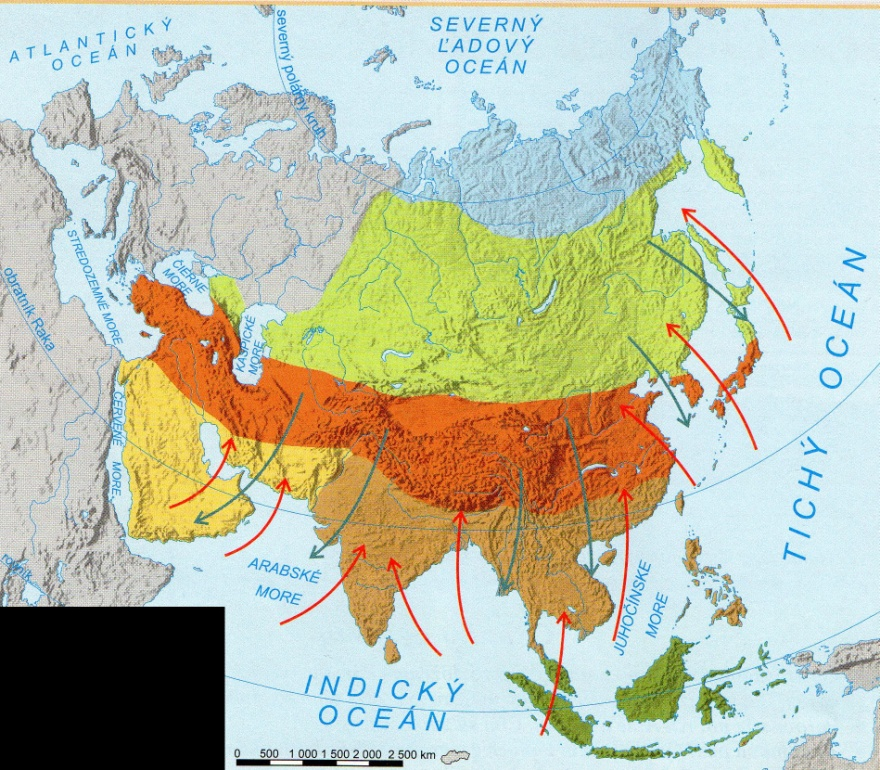 ATLANTICKÝ
OCEÁN
severný polárny kruh
SEVERNÝ
ĽADOVÝ
OCEÁN
obratník Raka
STREDOZEMNÉ MORE
ČIERNE
MORE
KASPICKÉ
MORE
ČERVENÉ MORE
TICHÝ OCEÁN
rovník
ARABSKÉ
MORE
JUHOČÍNSKE
MORE
INDICKÝ
OCEÁN
0 500 1 000 1 500 2 000 2 500 km